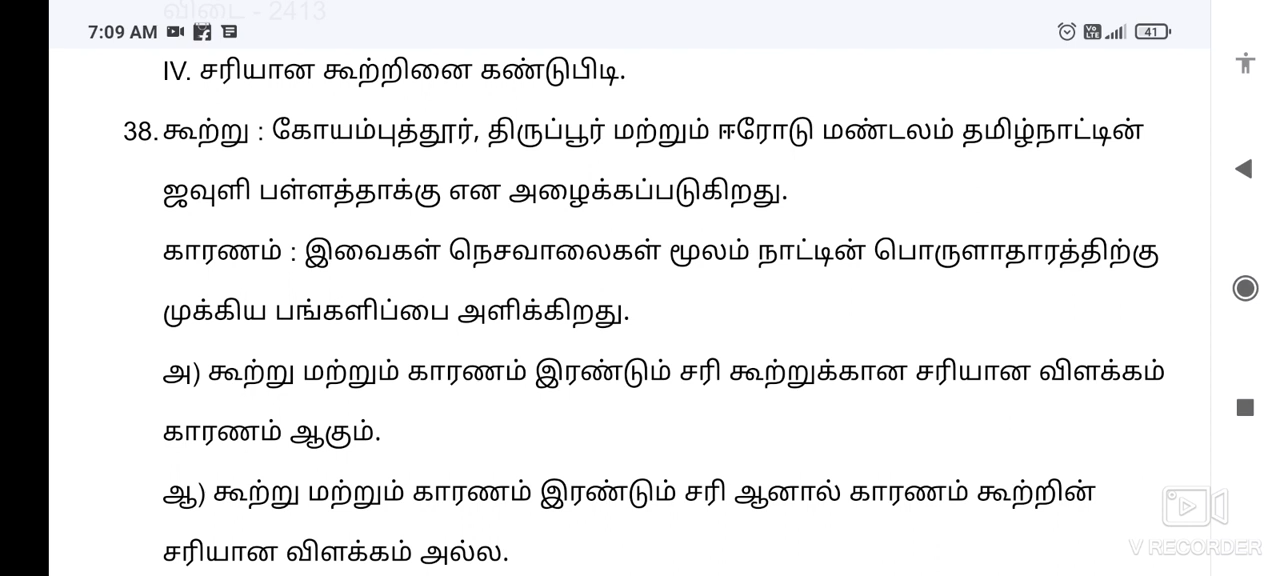 விடை - 2413
7:09 AM 41
IV. சரியான கூற்றினை கண்டுபிடி.
38. கூற்று : கோயம்புத்தூர், திருப்பூர் மற்றும் ஈரோடு மண்டலம் தமிழ்நாட்டின்
ஜவுளி பள்ளத்தாக்கு என அழைக்கப்படுகிறது.
காரணம் : இவைகள் நெசவாலைகள் மூலம் நாட்டின் பொருளாதாரத்திற்கு
முக்கிய பங்களிப்பை அளிக்கிறது.
அ) கூற்று மற்றும் காரணம் இரண்டும் சரி கூற்றுக்கான சரியான விளக்கம்
காரணம் ஆகும்.
ஆ) கூற்று மற்றும் காரணம் இரண்டும் சரி ஆனால் காரணம் கூற்றின்
சரியான விளக்கம் அல்ல.
V RECORDER